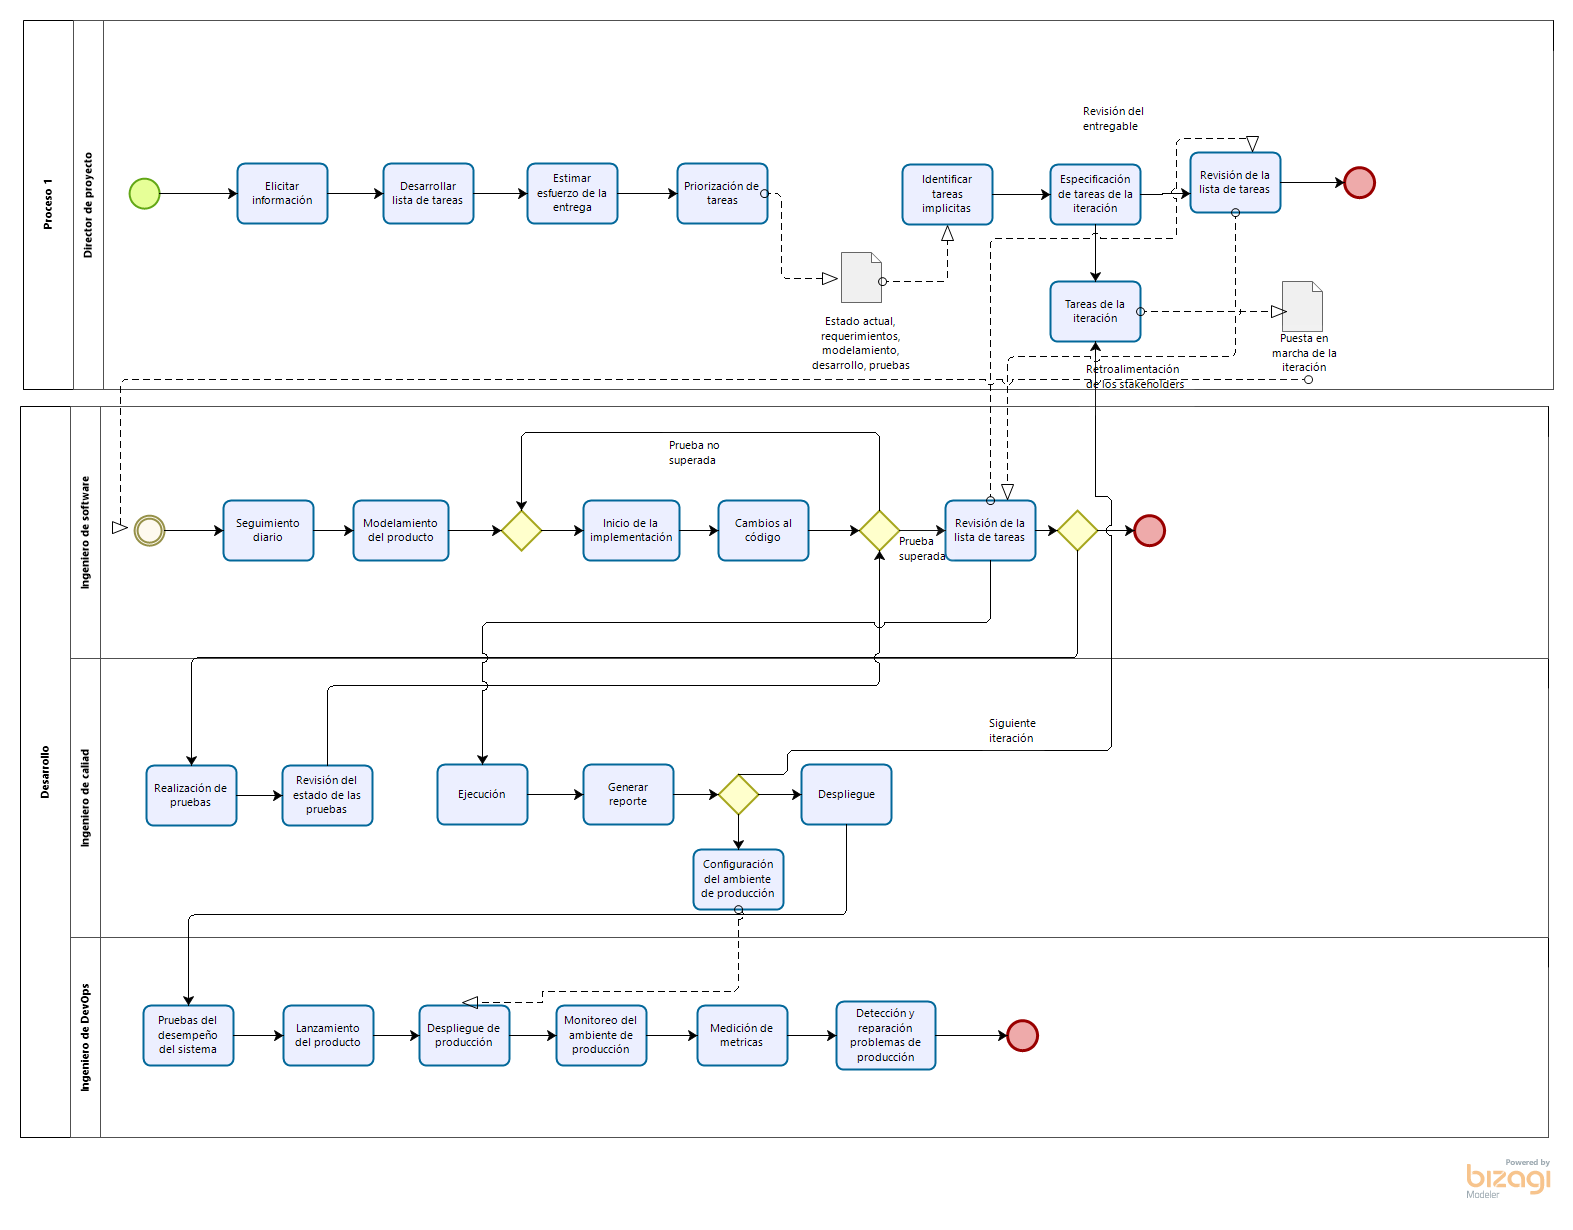 Proceso 1
Director de proyecto
Revisión del
entregable
Elicitar
información
Desarrollar
lista de tareas
Estimar
esfuerzo de la
entrega
Priorización de
tareas
Identificar
tareas
implicitas
Especificación
de tareas de la
iteración
Revisión de la
lista de tareas
Tareas de la
iteración
Estado actual,
requerimientos,
modelamiento,
desarrollo, pruebas
Puesta en
marcha de la
iteración
Retroalimentación
de los stakeholders
Desarrollo
Ingeniero de software
Prueba no
superada
Seguimiento
diario
Modelamiento
del producto
Inicio de la
implementación
Cambios al
código
Prueba
superada
Revisión de la
lista de tareas
Ingeniero de caliad
Siguiente
iteración
Realización de
pruebas
Revisión del
estado de las
pruebas
Ejecución
Generar
reporte
Despliegue
Configuración
del ambiente
de producción
Ingeniero de DevOps
Pruebas del
desempeño
del sistema
Lanzamiento
del producto
Despliegue de
producción
Monitoreo del
ambiente de
producción
Medición de
metricas
Detección y
reparación
problemas de
producción
Powered by
bizagi
Modeler